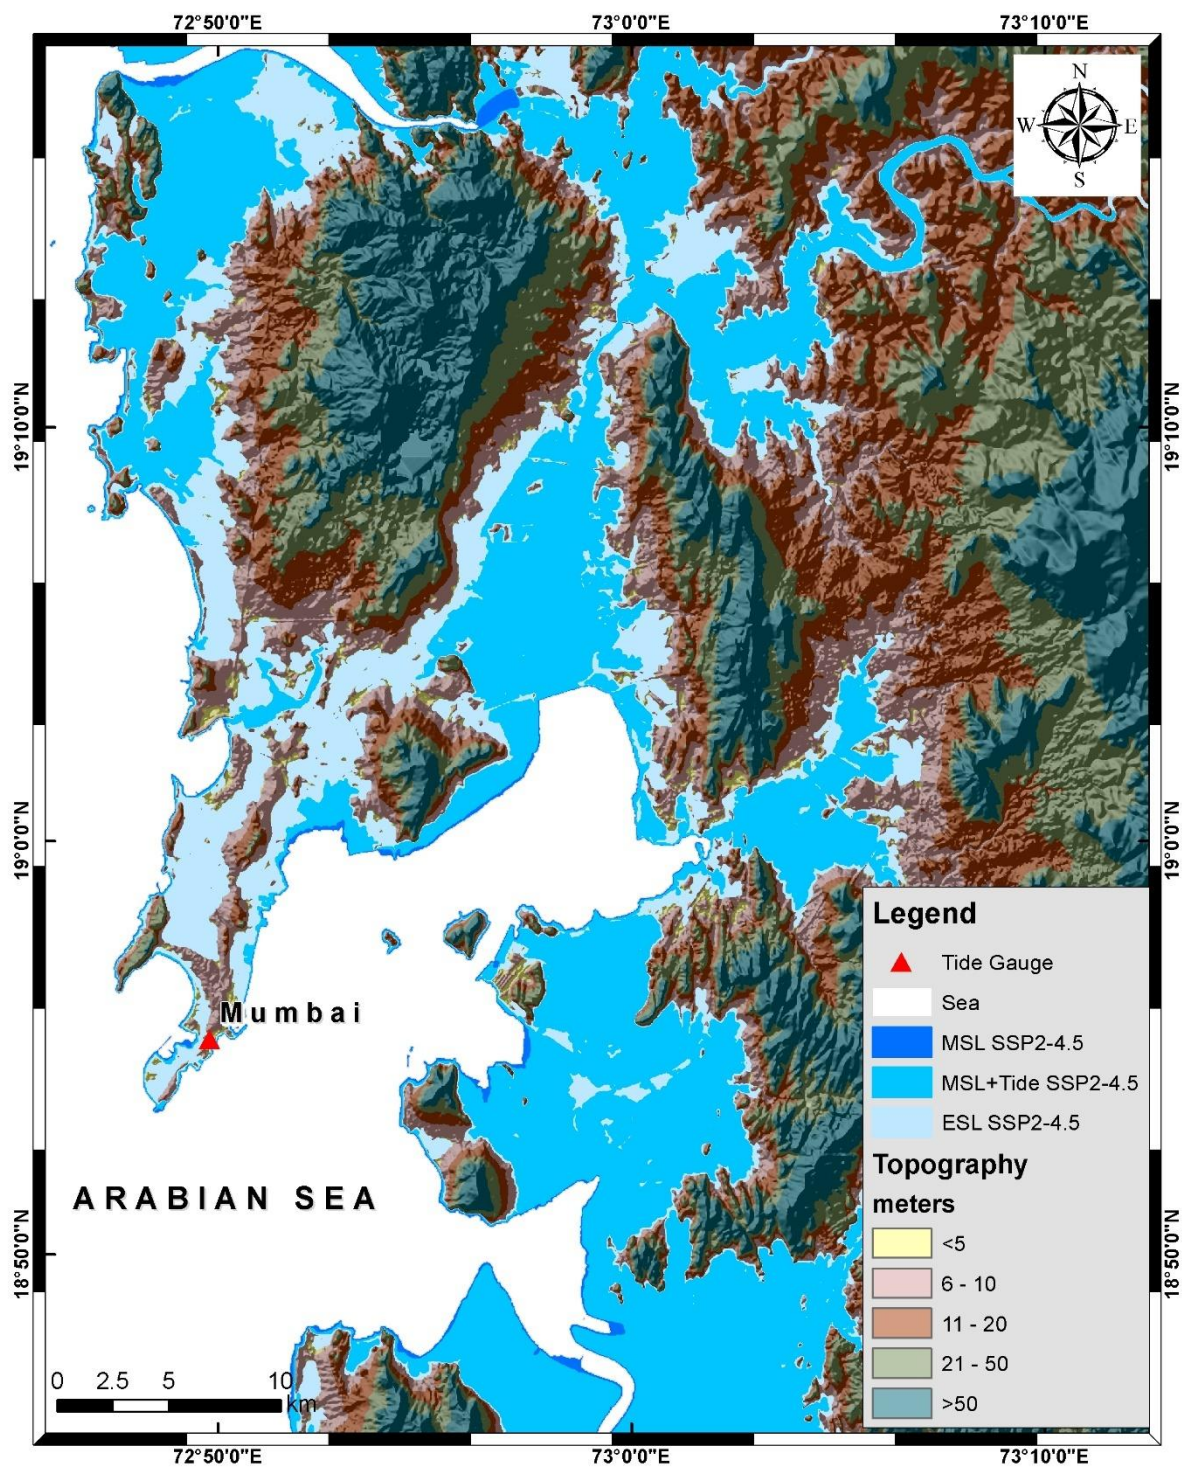 72°50'0"E
73°0'0"E
73°10'0"E
N
W
E
S
19°10'0"N
19°10'0"N
19°0'0"N
19°0'0"N
Mumbai
ARABIAN SEA
18°50'0"N
18°50'0"N
Legend
Tide Gauge
Sea
MSL SSP2-4.5
MSL+Tide SSP2-4.5
ESL SSP2-4.5
Topography
meters
<5
6 - 10
11 - 20
21 - 50
>50
0 2.5 5 10
km
72°50'0"E
73°0'0"E
73°10'0"E